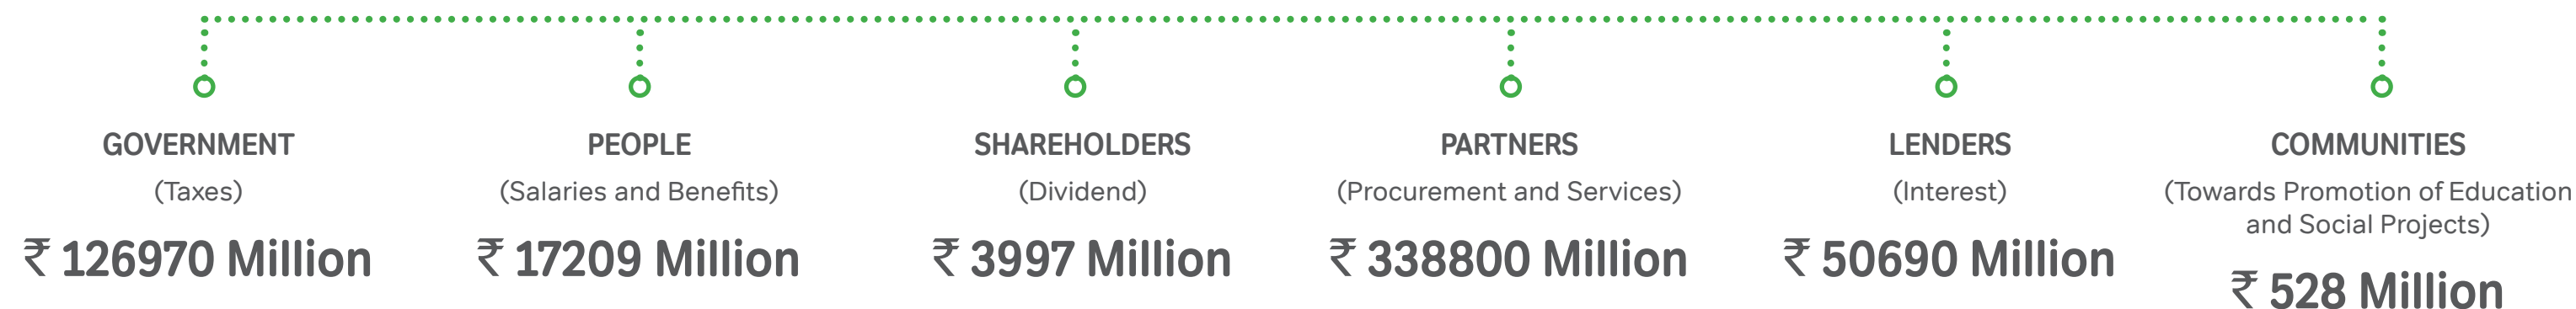 GOVERNMENT
(Taxes)
₹ 126970 Million
PEOPLE
(Salaries and Benefits)
₹ 17209 Million
SHAREHOLDERS
(Dividend)
₹ 3997 Million
PARTNERS
(Procurement and Services)
₹ 338800 Million
LENDERS
(Interest)
₹ 50690 Million
COMMUNITIES
(Towards Promotion of Education
and Social Projects)
₹ 528 Million